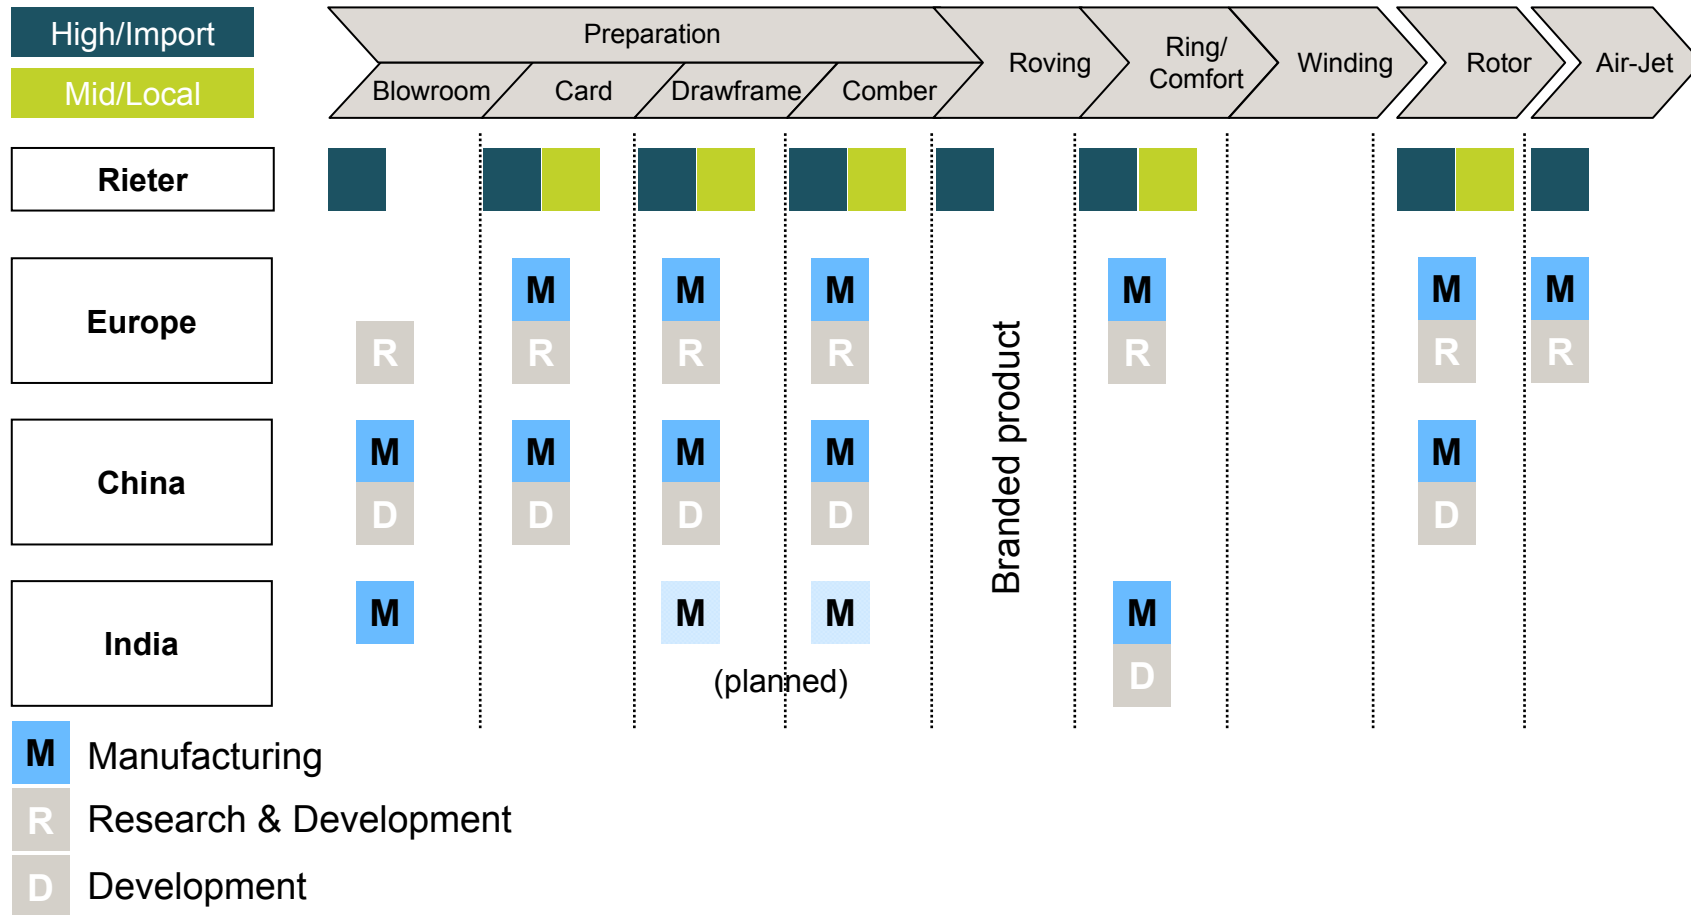 High/Import
Mid/Local
Preparation
Blowroom
Card
Drawframe
Comber
Roving
Ring/
Comfort
Winding
Rotor
Air-Jet
Rieter
Europe
M
M
M
M
M
M
R
R
R
R
R
R
R
China
M
M
M
M
M
D
D
D
D
D
Branded product
India
M
M
M
M
D
(planned)
M Manufacturing
R Research & Development
D Development